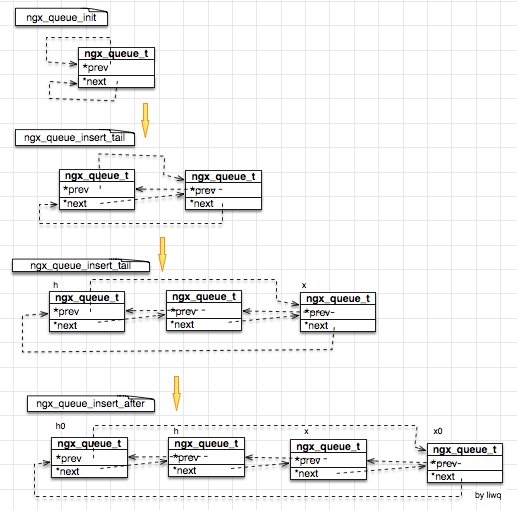 ngx_queue_init
ngx_queue_t
*prev
*next
ngx_queue_insert_tail
ngx_queue_t
*prev
*next
ngx_queue_t
*prev
*next
ngx_queue_insert_tail
h
ngx_queue_t
*prev
*next
ngx_queue_t
*prev
*next
x
ngx_queue_t
*prev
*next
ngx_queue_insert_after
h0
ngx_queue_t
*prev
*next
h
ngx_queue_t
*prev
*next
x
ngx_queue_t
*prev
*next
x0
ngx_queue_t
*prev
*next
by liwq